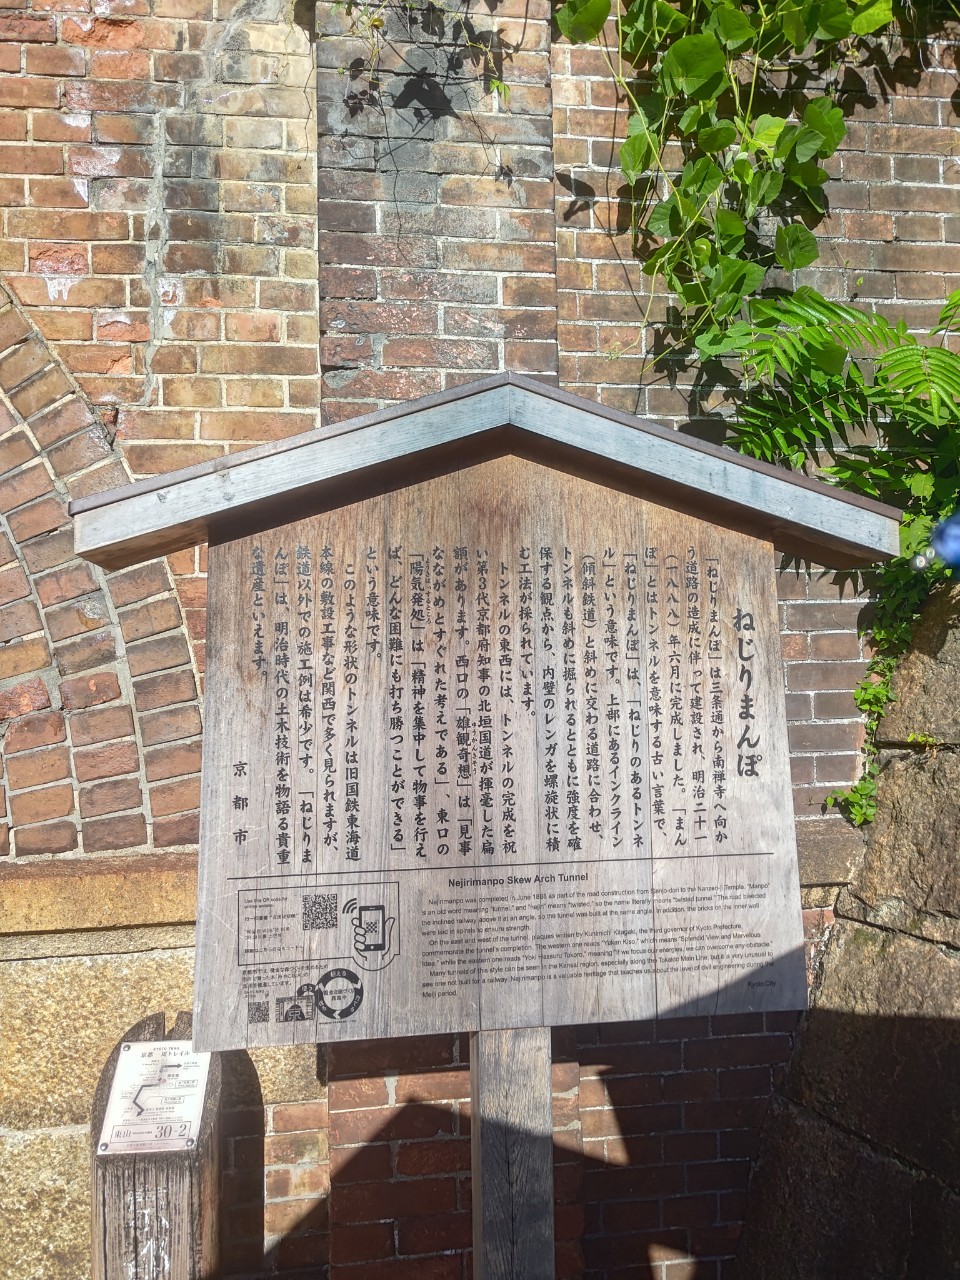 ねじりまんぽ
「ねじりまんぽ」は三条通から南禅寺へ向か
う道路の造成に伴って建設され、明治二十一
（一八八八）年六月に完成しました。「まん
ぽ」とはトンネルを意味する古い言葉で、
「ねじりまんぽ」は、「ねじりのあるトンネ
ル」という意味です。上部にあるインクライン
（傾斜鉄道）と斜めに交わる道路に合わせ、
トンネルも斜めに掘られるとともに強度を確
保する観点から、内壁のレンガを螺旋状に積
む工法が採られています。
トンネルの東西には、トンネルの完成を祝
い第3代京都府知事の北垣国道が揮毫した扁
額があります。西口の「雄観奇想」は「見事
なながめとすぐれた考えである」、東口の
「陽気発処」は「精神を集中して物事を行え
ば、どんな困難にも打ち勝つことができる」
という意味です。
このような形状のトンネルは旧国鉄東海道
本線の敷設工事など関西で多く見られますが、
鉄道以外での施工例は希少です。「ねじりま
んぽ」は、明治時代の土木技術を物語る貴重
な遺産といえます。
京都市
Nejirimanpo Skew Arch Tunnel
Nejirimanpo was completed in June 1888 as part of the road construction from Sanjo-dori to the Nanzen-ji Temple. "Manpo"
is an old word meaning "tunnel," and "nejiri" means "twisted," so the name literally means "twisted tunnel." The road bisected
the inclined railway above it at an angle, so the tunnel was built at the same angle. In addition, the bricks on the inner wall
were laid in spirals to ensure strength.
On the east and west of the tunnel, plaques written by Kunimichi Kitagaki, the third governor of Kyoto Prefecture,
commemorate the tunnel's completion. The western one reads "Yukan Kiso," which means "Splendid View and Marvelous
Idea," while the eastern one reads "Yoki Hassuru Tokoro," meaning "If we focus our energies, we can overcome any obstacle."
Many tunnels of this style can be seen in the Kansai region, especially along the Tokaido Main Line, but it is very unusual to
see one not built for a railway. Nejirimanpo is a valuable heritage that teaches us about the level of civil engineering during the
Meiji period.
Kyoto City
KYOTO TRAIL
京都一周トレイル
東山 30-2